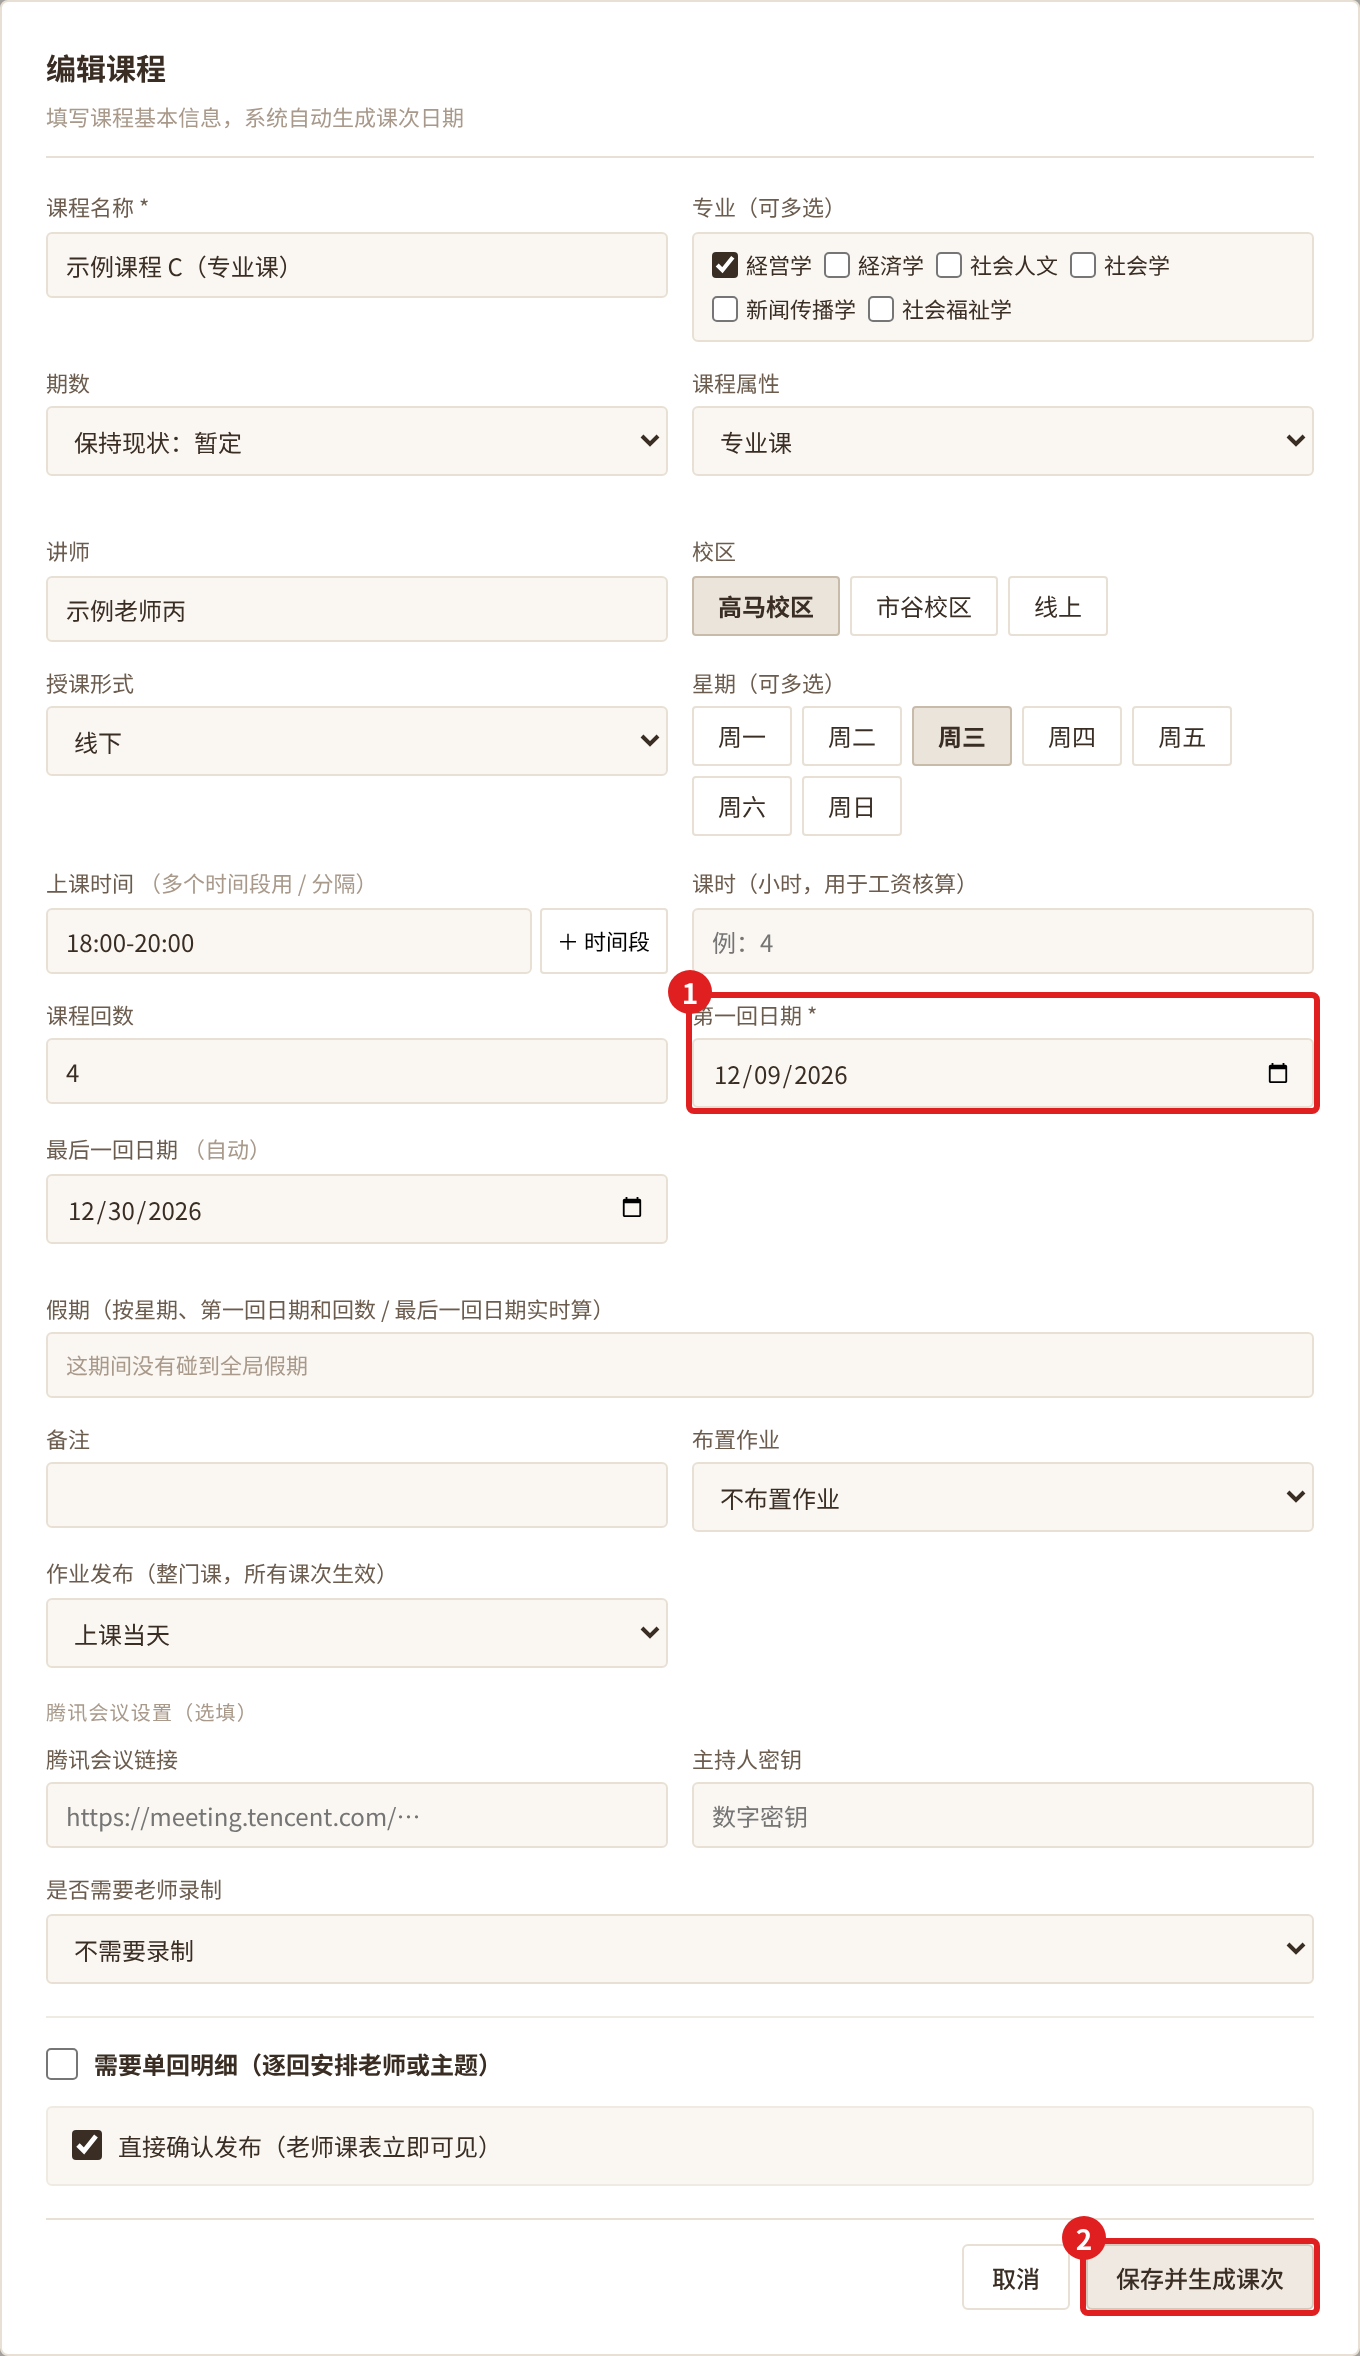 编辑课程
填写课程基本信息，系统自动生成课次日期
课程名称 *
示例课程 C（专业课）
专业（可多选）
経営学 経済学 社会人文 社会学
新闻传播学 社会福祉学
期数
保持现状：暂定
课程属性
专业课
讲师
示例老师丙
校区
高马校区 市谷校区 线上
授课形式
线下
星期（可多选）
周一 周二 周三 周四 周五
周六 周日
上课时间 （多个时间段用 / 分隔）
18:00-20:00
＋ 时间段
课时（小时，用于工资核算）
例：4
课程回数
4
1
第一回日期 *
12/09/2026
最后一回日期 （自动）
12/30/2026
假期（按星期、第一回日期和回数 / 最后一回日期实时算）
这期间没有碰到全局假期
备注
布置作业
不布置作业
作业发布（整门课，所有课次生效）
上课当天
腾讯会议设置（选填）
腾讯会议链接
https://meeting.tencent.com/…
主持人密钥
数字密钥
是否需要老师录制
不需要录制
需要单回明细（逐回安排老师或主题）
直接确认发布（老师课表立即可见）
取消
2
保存并生成课次